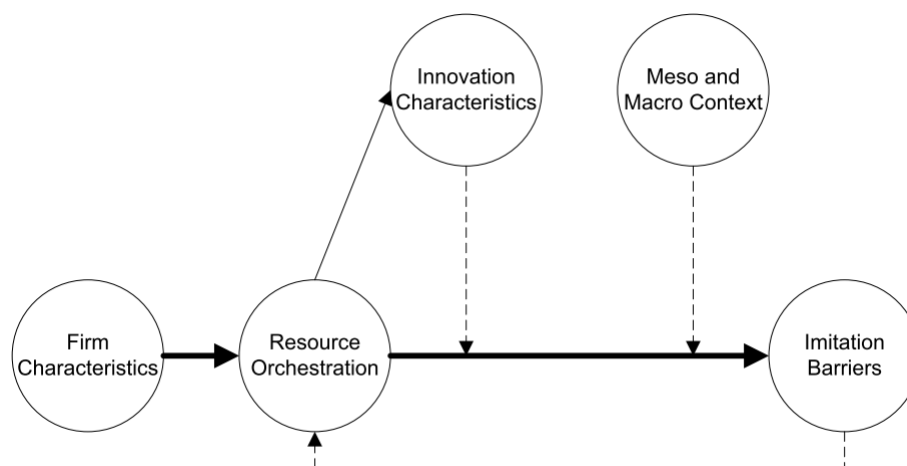 Innovation
Characteristics
Meso and
Macro Context
Firm
Characteristics
Resource
Orchestration
Imitation
Barriers